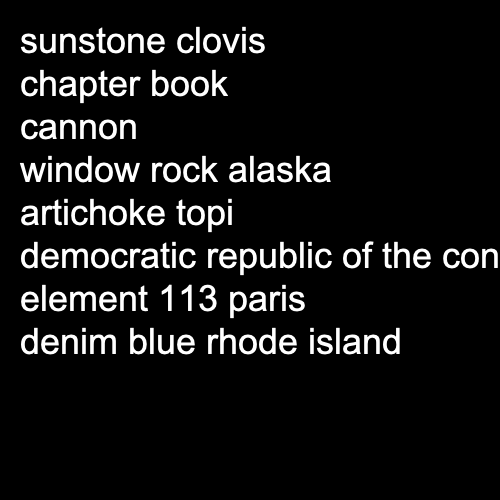 sunstone clovis
chapter book
cannon
window rock alaska
artichoke topi
democratic republic of the con
element 113 paris
denim blue rhode island